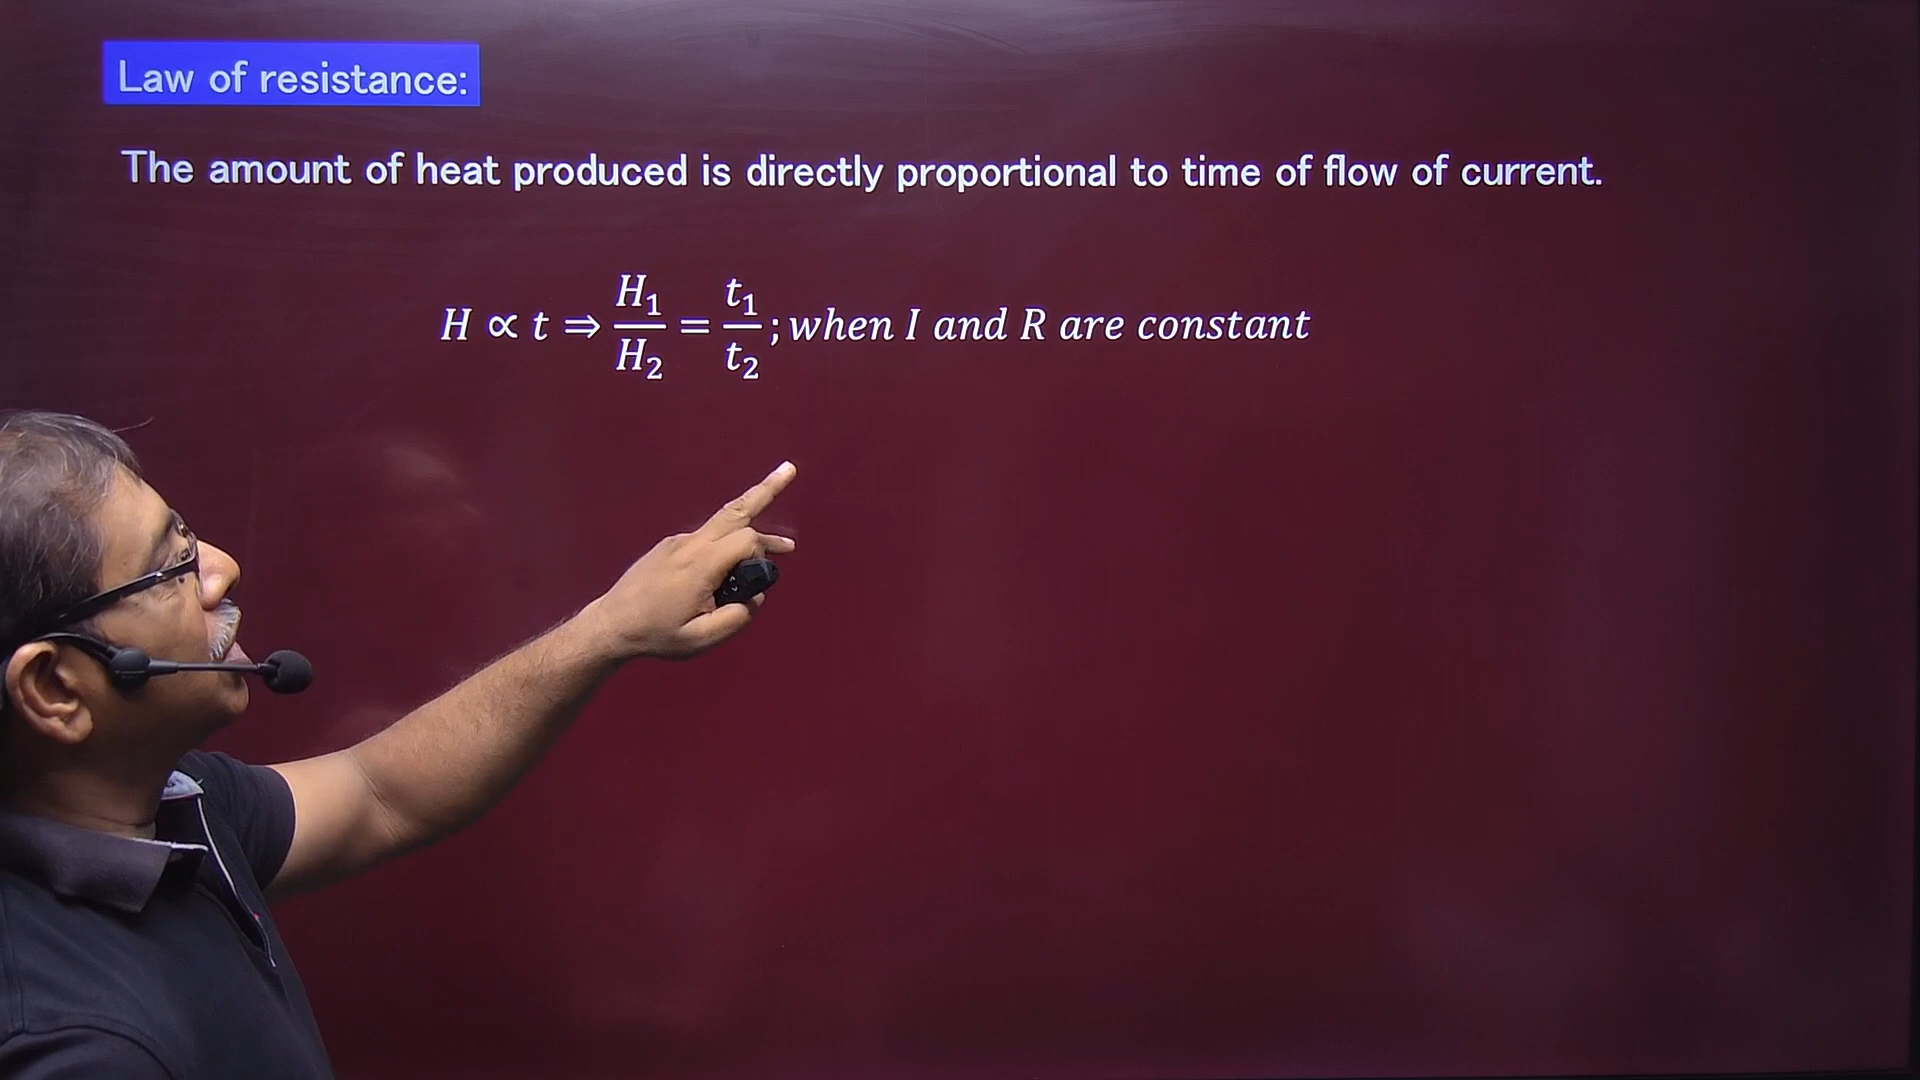 Law of resistance:
The amount of heat produced is directly proportional to time of flow of current.
H ∝ t ⇒ H₁/H₂ = t₁/t₂ ; when I and R are constant